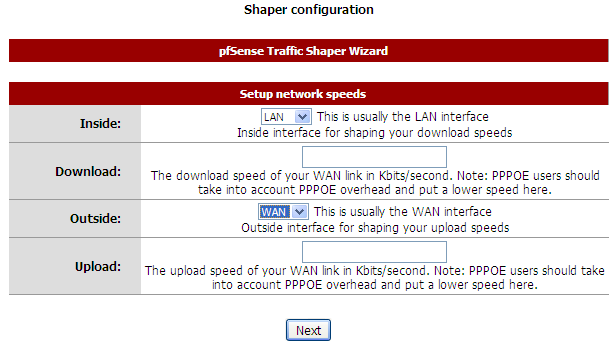 Shaper configuration
pfSense Traffic Shaper Wizard
Setup network speeds
Inside: LAN This is usually the LAN interface
Inside interface for shaping your download speeds
Download:
The download speed of your WAN link in Kbits/second. Note: PPPOE users should
take into account PPPOE overhead and put a lower speed here.
Outside: WAN This is usually the WAN interface
Outside interface for shaping your upload speeds
Upload:
The upload speed of your WAN link in Kbits/second. Note: PPPOE users should take
into account PPPOE overhead and put a lower speed here.
Next